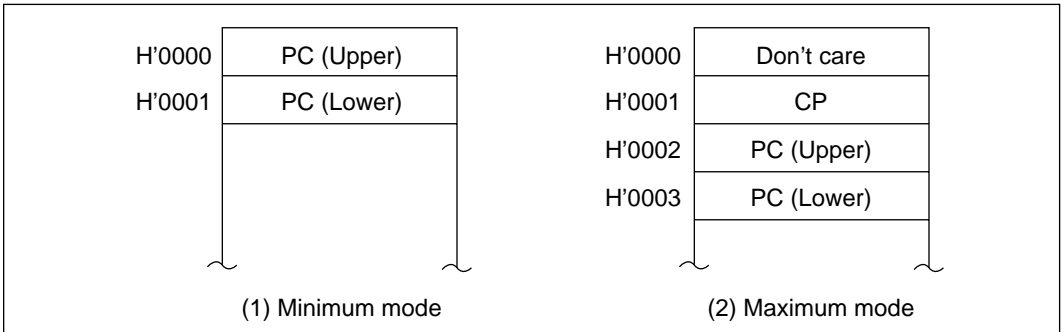 H'0000 PC (Upper)
H'0001 PC (Lower)
(1) Minimum mode
H'0000 Don't care
H'0001 CP
H'0002 PC (Upper)
H'0003 PC (Lower)
(2) Maximum mode